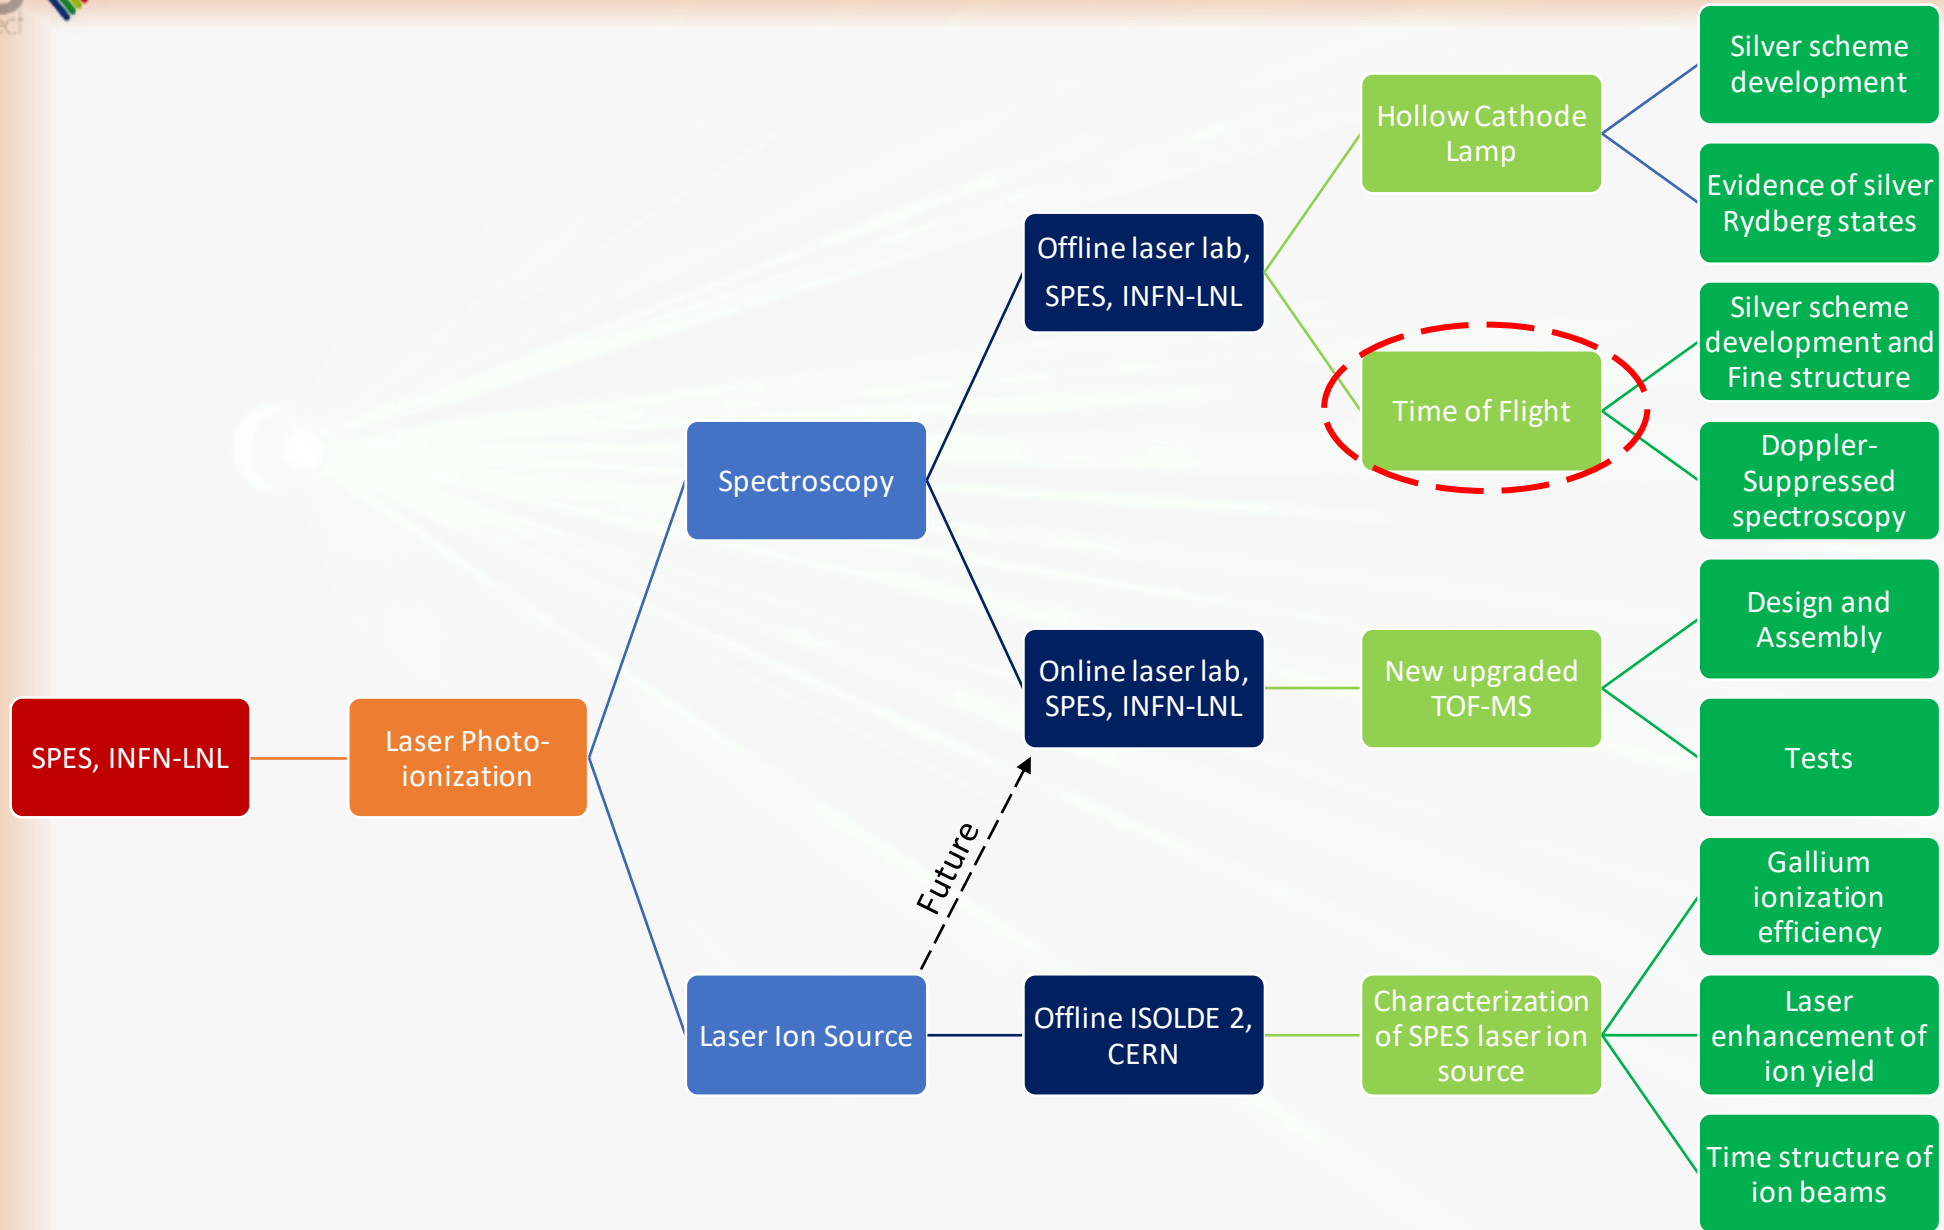 SPES, INFN-LNL
Laser Photo-
ionization
Spectroscopy
Laser Ion Source
Future
Offline laser lab,
SPES, INFN-LNL
Online laser lab,
SPES, INFN-LNL
Offline ISOLDE 2,
CERN
Hollow Cathode
Lamp
Time of Flight
New upgraded
TOF-MS
Characterization
of SPES laser ion
source
Silver scheme
development
Evidence of silver
Rydberg states
Silver scheme
development and
Fine structure
Doppler-
Suppressed
spectroscopy
Design and
Assembly
Tests
Gallium
ionization
efficiency
Laser
enhancement of
ion yield
Time structure of
ion beams